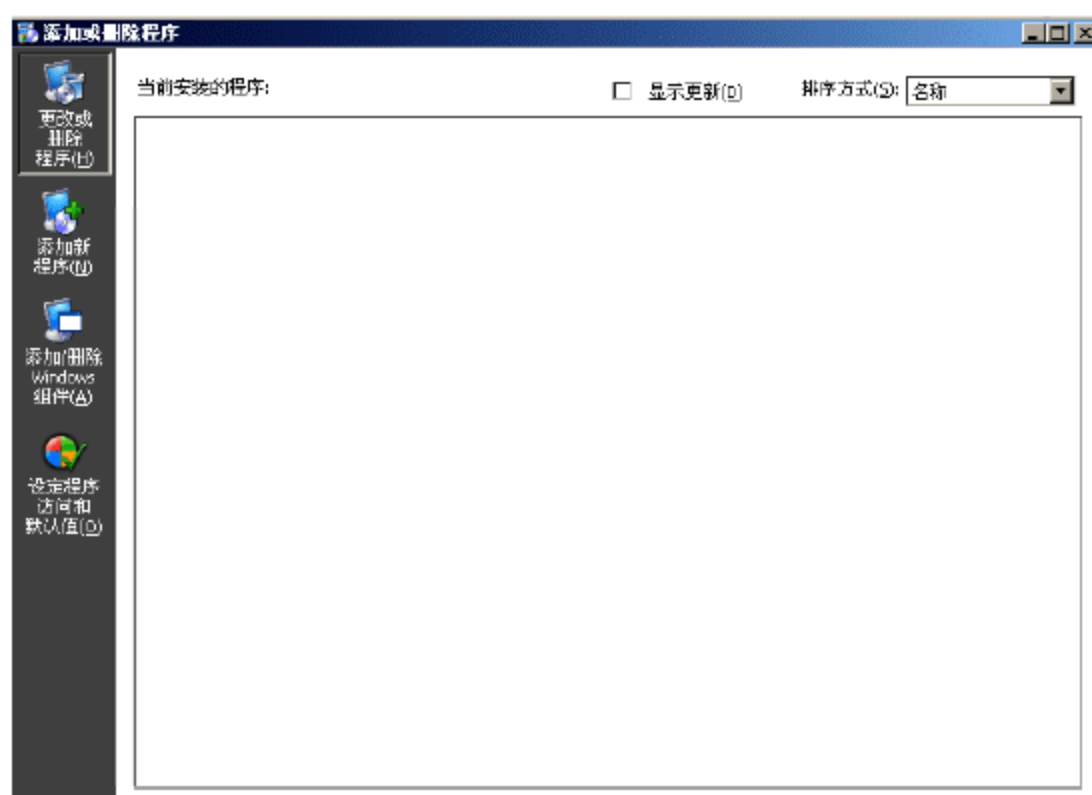 添加或删除程序
更改或
删除
程序(H)
当前安装的程序:
显示更新(D)
排序方式(S):
名称
添加新
程序(N)
添加/删除
Windows
组件(A)
设定程序
访问和
默认值(O)